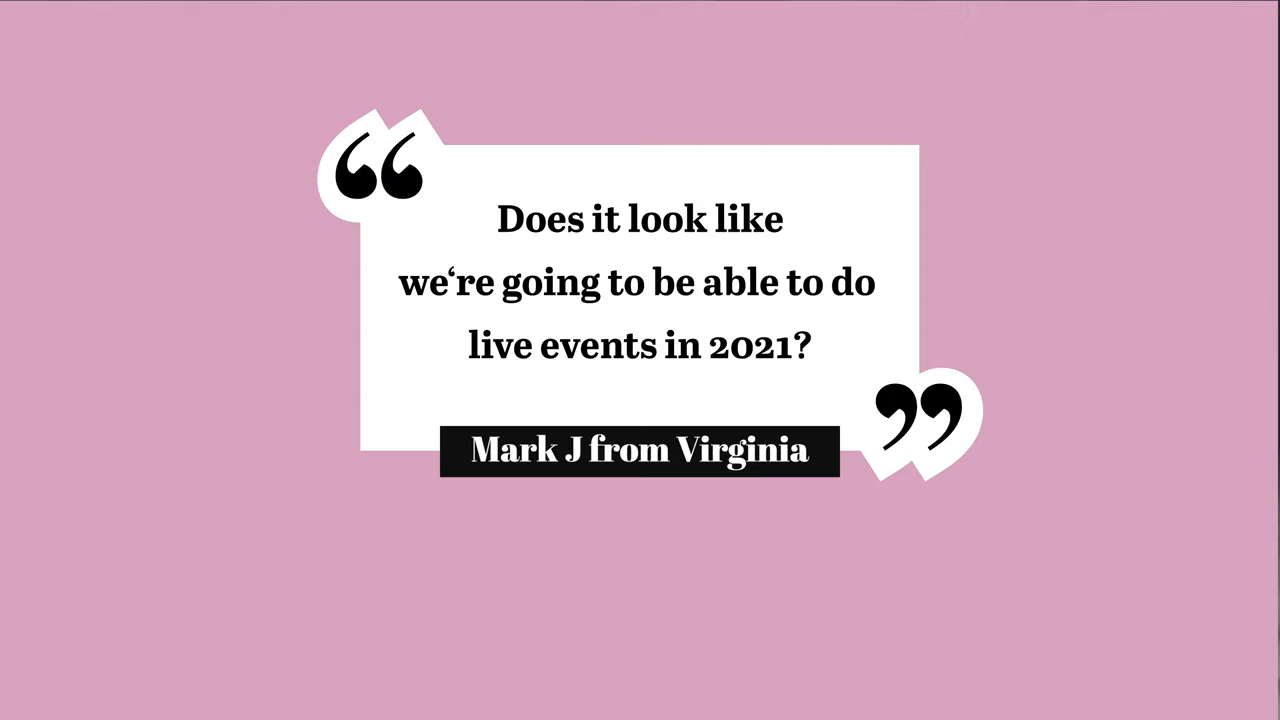 “
Does it look like
we‘re going to be able to do
live events in 2021?
”
Mark J from Virginia